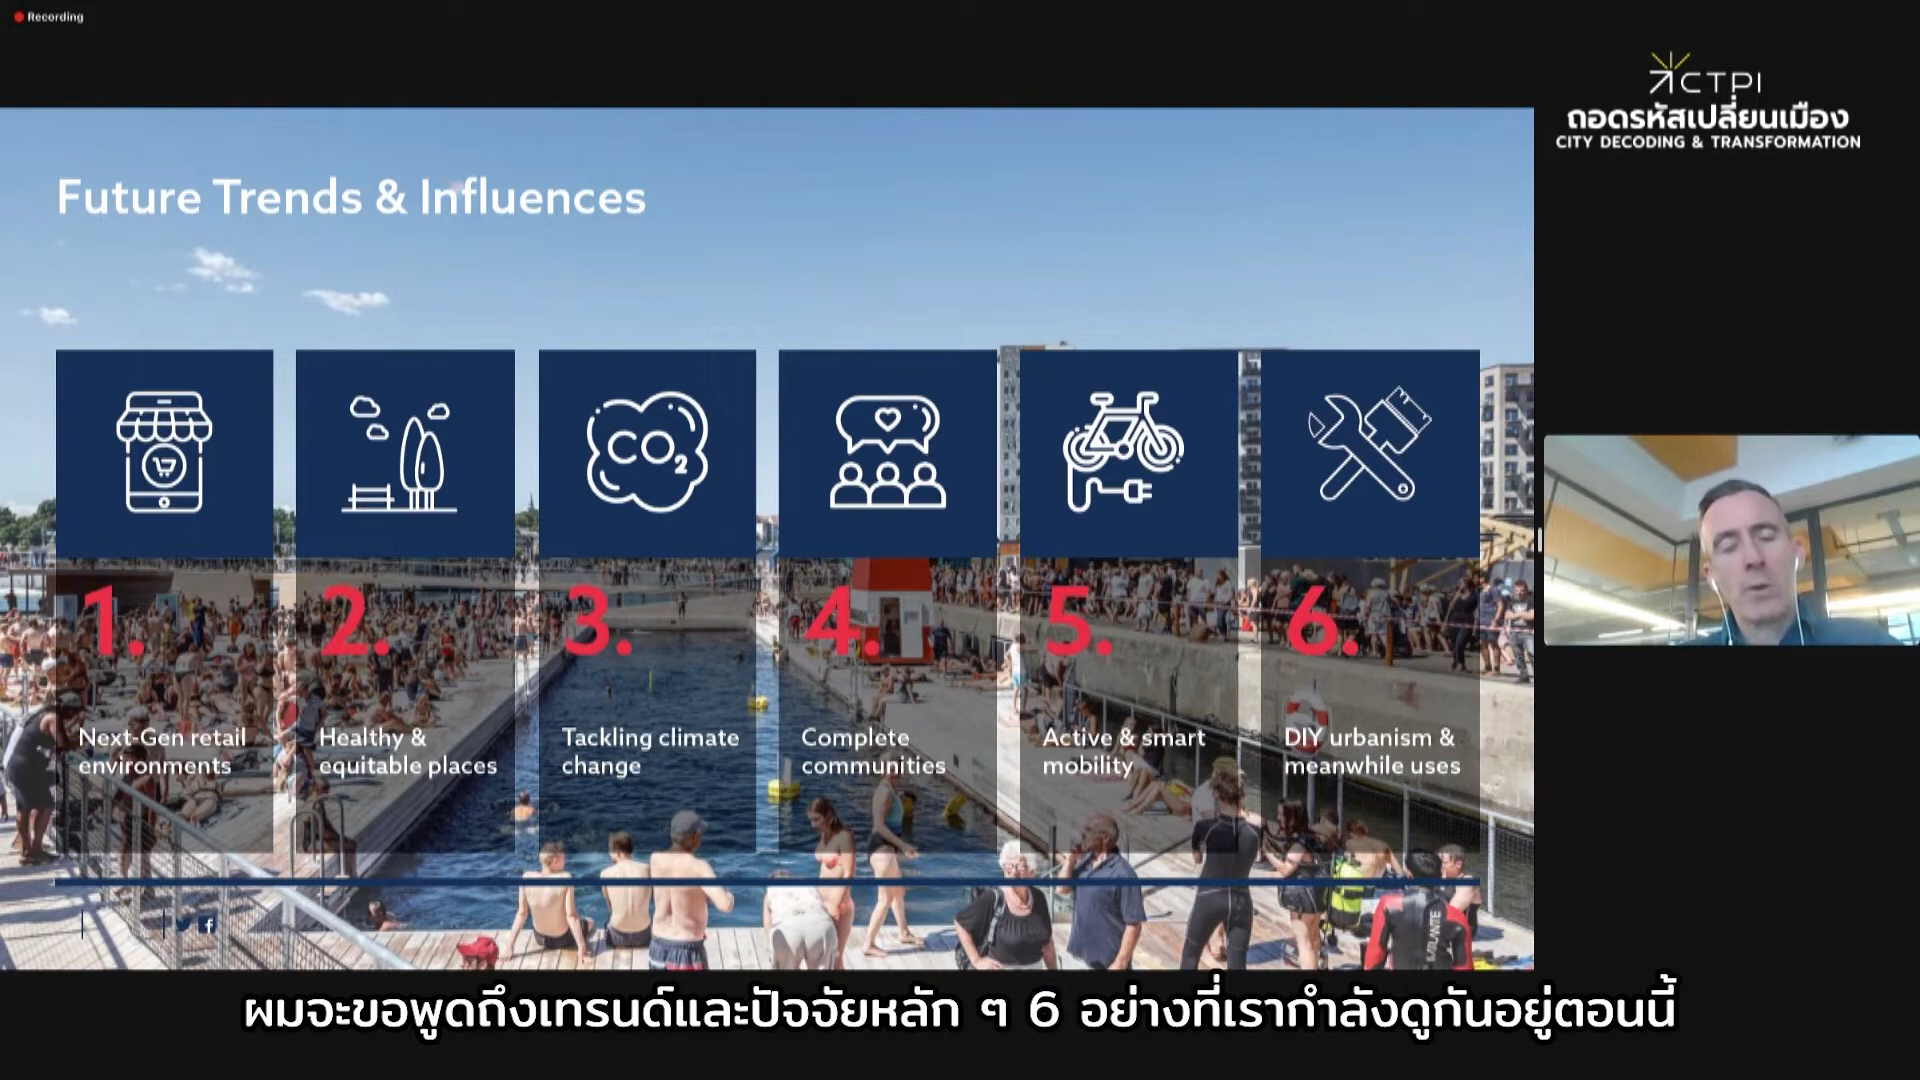 Recording
ACTPI
ถอดรหัสเปลี่ยนเมือง
CITY DECODING & TRANSFORMATION
Future Trends & Influences
CO2
1.
Next-Gen retail
environments
2.
Healthy &
equitable places
3.
Tackling climate
change
4.
Complete
communities
5.
Active & smart
mobility
6.
DIY urbanism &
meanwhile uses
ผมจะขอพูดถึงเทรนด์และปัจจัยหลัก ๆ 6 อย่างที่เรากำลังดูกันอยู่ตอนนี้